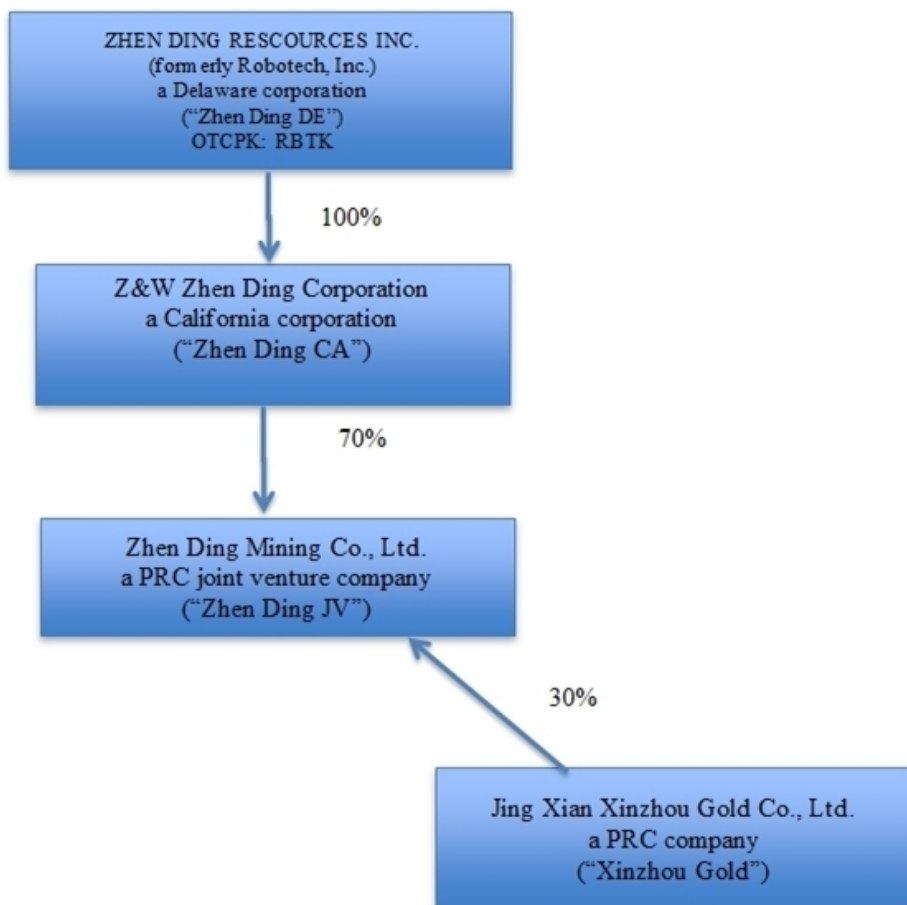 ZHEN DING RESCOURCES INC.
(formerly Robotech, Inc.)
a Delaware corporation
(“Zhen Ding DE”)
OTCPK: RBTK
100%
Z&W Zhen Ding Corporation
a California corporation
(“Zhen Ding CA”)
70%
Zhen Ding Mining Co., Ltd.
a PRC joint venture company
(“Zhen Ding JV”)
30%
Jing Xian Xinzhou Gold Co., Ltd.
a PRC company
(“Xinzhou Gold”)